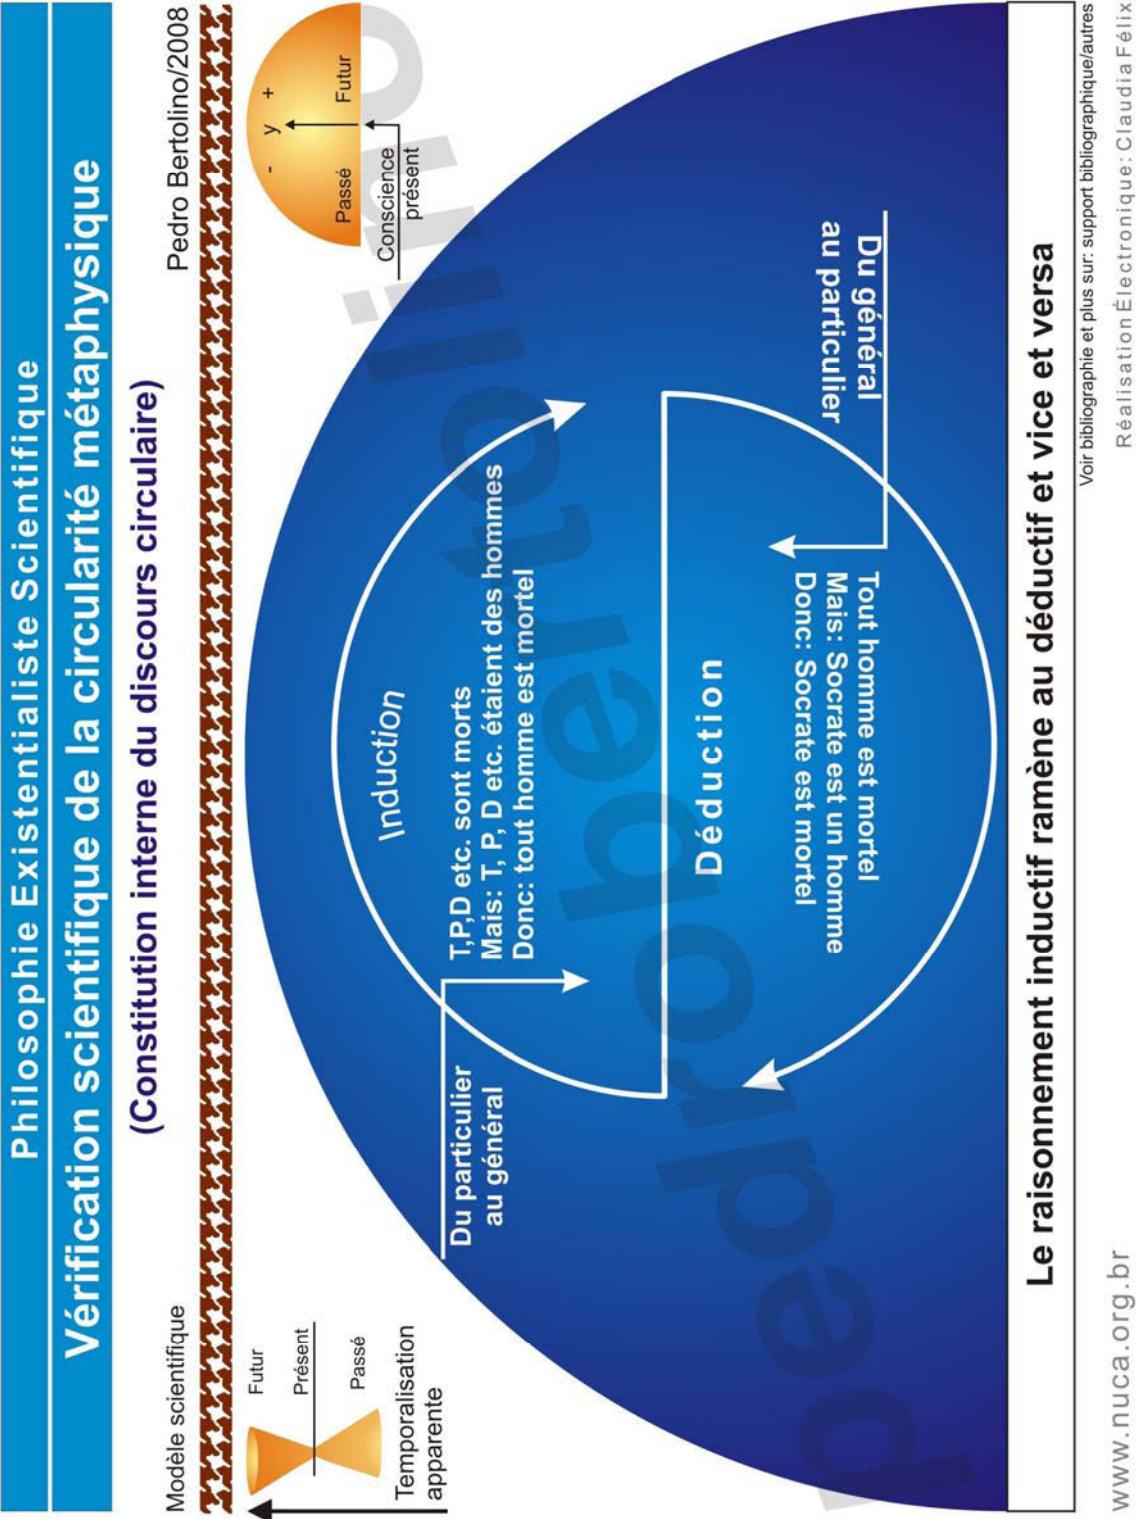 Philosophie Existentialiste Scientifique
Vérification scientifique de la circularité métaphysique
(Constitution interne du discours circulaire)
Modèle scientifique
Pedro Bertolino/2008
Futur
Présent
Passé
Temporalisation
apparente
- y +
Passé
Futur
Conscience
présent
Induction
Du particulier
au général
T,P,D etc. sont morts
Mais: T, P, D etc. étaient des hommes
Donc: tout homme est mortel
Déduction
Du général
au particulier
Tout homme est mortel
Mais: Socrate est un homme
Donc: Socrate est mortel
pedrobertolino
Le raisonnement inductif ramène au déductif et vice et versa
Voir bibliographie et plus sur: support bibliographique/autres
www.nuca.org.br
Réalisation Électronique: Claudia Félix